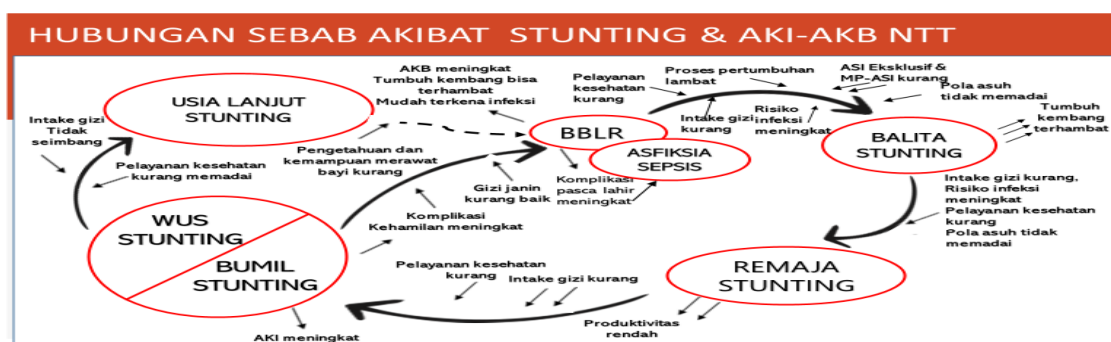 HUBUNGAN SEBAB AKIBAT STUNTING & AKI-AKB NTT
USIA LANJUT
STUNTING
AKB meningkat
Tumbuh kembang bisa
terhambat
Mudah terkena infeksi
Pelayanan
kesehatan
kurang
Proses pertumbuhan
lambat
ASI Eksklusif &
MP-ASI kurang
Pola asuh
tidak memadai
Tumbuh
kembang
terhambat
Intake gizi
Tidak
seimbang
Pelayanan kesehatan
kurang memadai
Pengetahuan dan
kemampuan merawat
bayi kurang
BBLR
ASFIKSIA
SEPSIS
Intake gizi
kurang
Risiko
infeksi
meningkat
BALITA
STUNTING
Gizi janin
kurang baik
Komplikasi
pasca lahir
meningkat
Intake gizi kurang,
Risiko infeksi
meningkat
Pelayanan kesehatan
kurang
Pola asuh tidak
memadai
WUS
STUNTING
BUMIL
STUNTING
Komplikasi
Kehamilan meningkat
REMAJA
STUNTING
Pelayanan kesehatan
kurang
Intake gizi kurang
Produktivitas
rendah
AKI meningkat